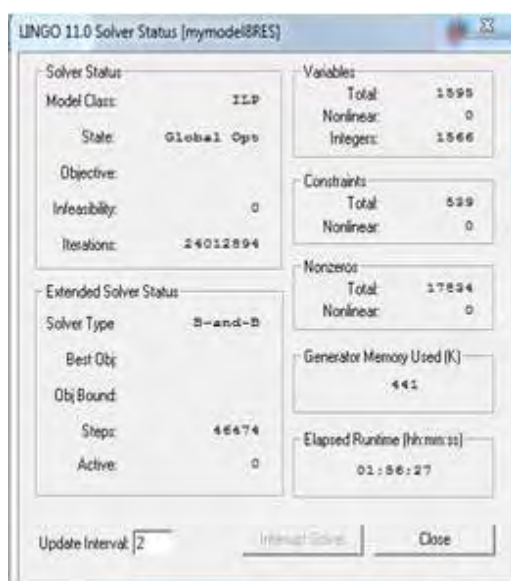 LINGO 11.0 Solver Status [mymodel8RES]
Solver Status
Model Class: ILP
State: Global Opt
Objective:
Infeasibility: 0
Iterations: 24012894
Extended Solver Status
Solver Type B-and-B
Best Obj:
Obj Bound:
Steps: 46474
Active: 0
Update Interval: 2
Variables
Total: 1595
Nonlinear: 0
Integers: 1566
Constraints
Total: 529
Nonlinear: 0
Nonzeros
Total:
Nonlinear: 0
Generator Memory Used (K)
441
Elapsed Runtime (hh:mm:ss)
01:56:27
Interrupt Solver
Close